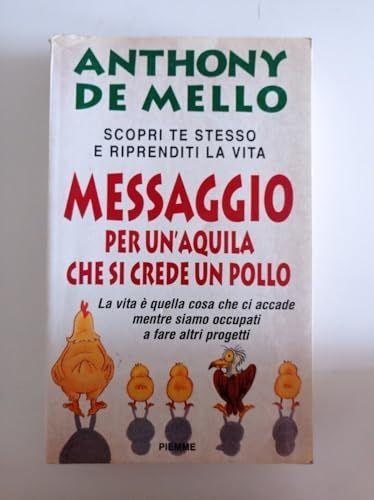 ANTHONY
DE MELLO
SCOPRI TE STESSO
E RIPRENDITI LA VITA
MESSAGGIO
PER UN'AQUILA
CHE SI CREDE UN POLLO
La vita è quella cosa che ci accade
mentre siamo occupati
a fare altri progetti
PIEMME